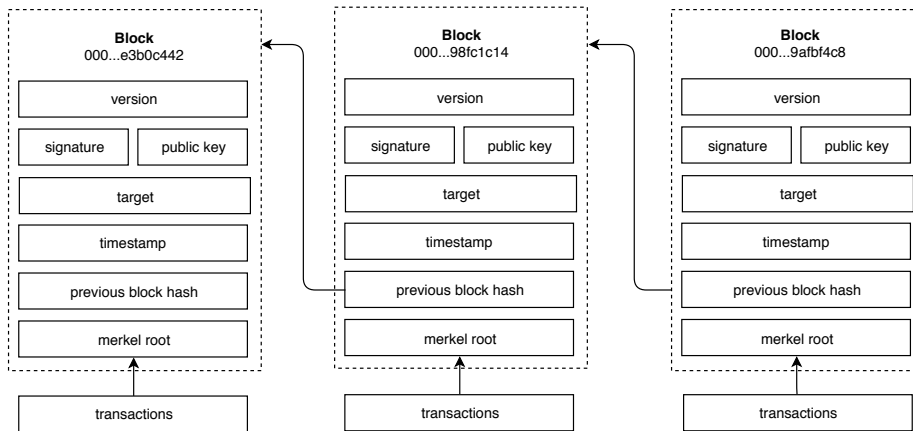 Block
000...e3b0c442
version
signature
public key
target
timestamp
previous block hash
merkel root
transactions
Block
000...98fc1c14
version
signature
public key
target
timestamp
previous block hash
merkel root
transactions
Block
000...9afbf4c8
version
signature
public key
target
timestamp
previous block hash
merkel root
transactions